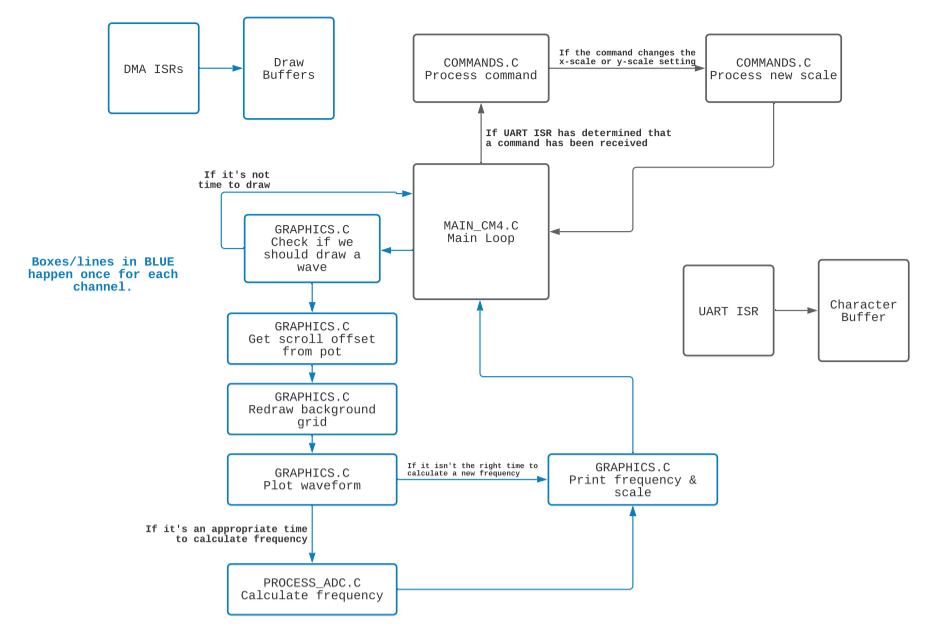 DMA ISRs
Draw
Buffers
COMMANDS.C
Process command
If the command changes the
x-scale or y-scale setting
COMMANDS.C
Process new scale
If UART ISR has determined that
a command has been received
If it's not
time to draw
MAIN_CM4.C
Main Loop
GRAPHICS.C
Check if we
should draw a
wave
Boxes/lines in BLUE
happen once for each
channel.
UART ISR
Character
Buffer
GRAPHICS.C
Get scroll offset
from pot
GRAPHICS.C
Redraw background
grid
GRAPHICS.C
Plot waveform
If it isn't the right time to
calculate a new frequency
GRAPHICS.C
Print frequency &
scale
If it's an appropriate time
to calculate frequency
PROCESS_ADC.C
Calculate frequency